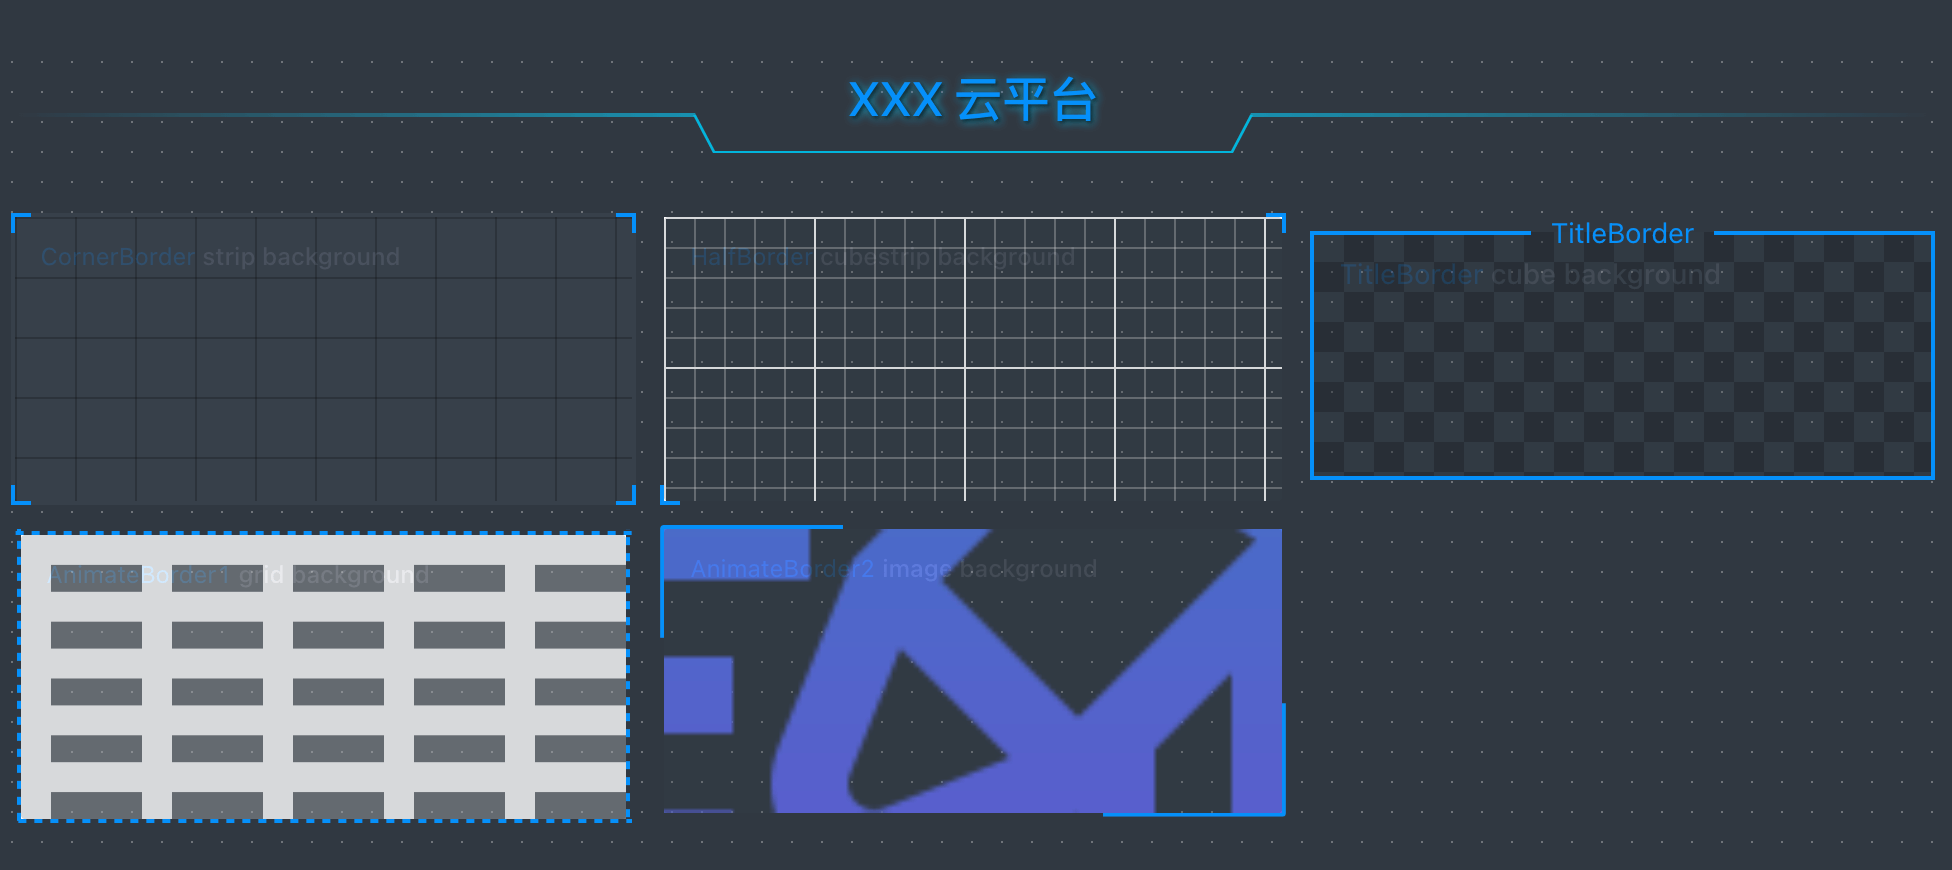 XXX 云平台
CornerBorder strip background
HalfBorder cubestrip background
TitleBorder
TitleBorder cube background
AnimateBorder1 grid background
AnimateBorder2 image background